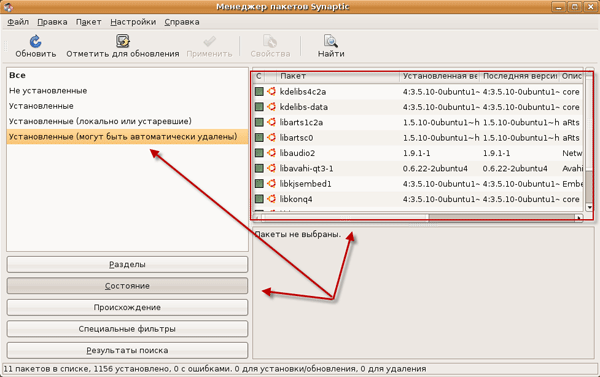 Менеджер пакетов Synaptic
Файл Правка Пакет Настройки Справка
Обновить Отметить для обновления Применить Свойства Найти
Все
Не установленные
Установленные
Установленные (локально или устаревшие)
Установленные (могут быть автоматически удалены)
С Пакет Установленная ве Последняя версия Опис
kdelibs4c2a 4:3.5.10-0ubuntu1~ 4:3.5.10-0ubuntu1~ core
kdelibs-data 4:3.5.10-0ubuntu1~ 4:3.5.10-0ubuntu1~ core
libarts1c2a 1.5.10-0ubuntu1~h 1.5.10-0ubuntu1~h aRts
libartsc0 1.5.10-0ubuntu1~h 1.5.10-0ubuntu1~h aRts
libaudio2 1.9.1-1 1.9.1-1 Netw
libavahi-qt3-1 0.6.22-2ubuntu4 0.6.22-2ubuntu4 Avahi
libkjsembed1 4:3.5.10-0ubuntu1~ 4:3.5.10-0ubuntu1~ Embe
libkonq4 4:3.5.10-0ubuntu1~ 4:3.5.10-0ubuntu1~ core
Пакеты не выбраны.
Разделы
Состояние
Происхождение
Специальные фильтры
Результаты поиска
11 пакетов в списке, 1156 установлено, 0 с ошибками. 0 для установки/обновления, 0 для удаления